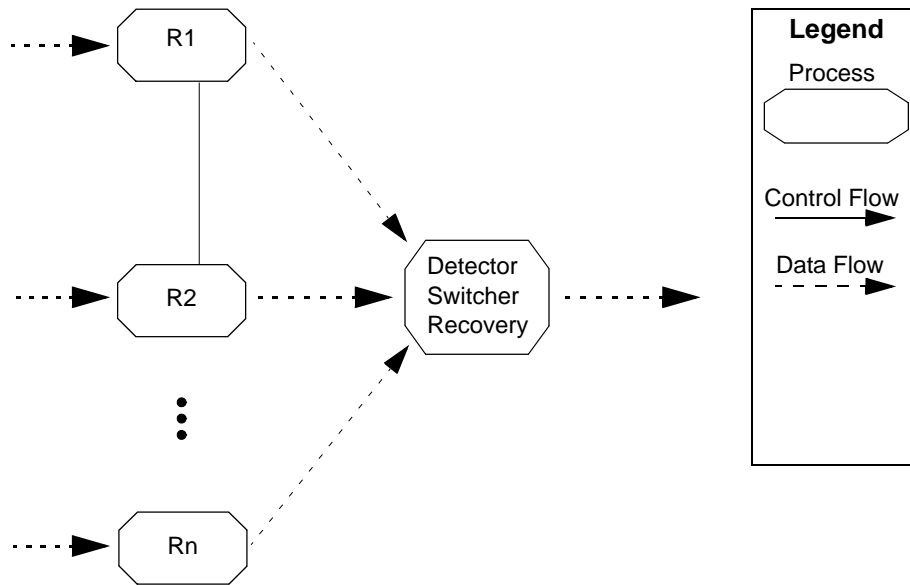 R1
R2
Rn
Detector
Switcher
Recovery
Legend
Process
Control Flow
Data Flow